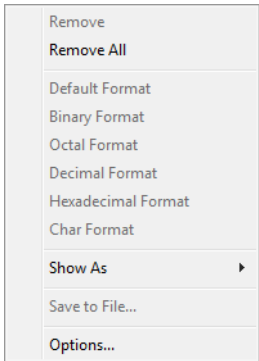 Remove
Remove All
Default Format
Binary Format
Octal Format
Decimal Format
Hexadecimal Format
Char Format
Show As
Save to File...
Options...